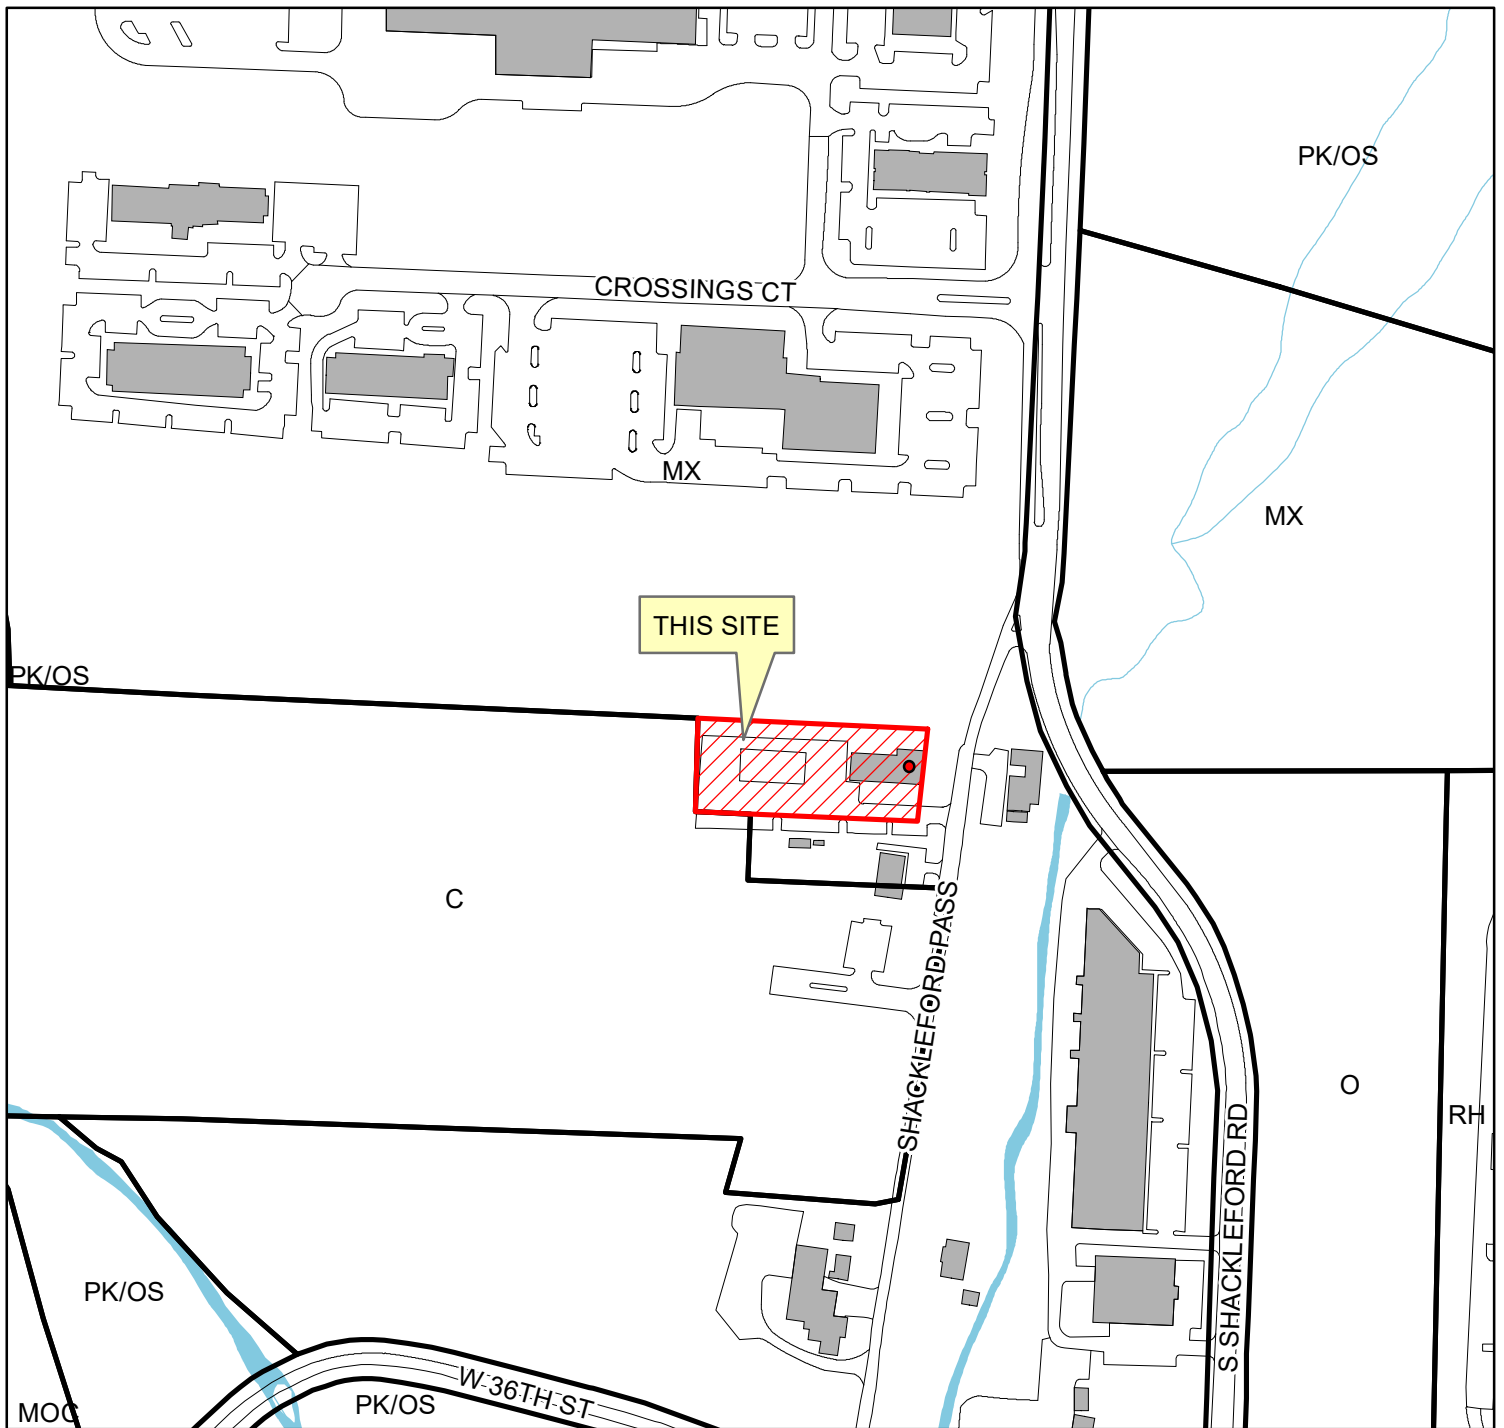 PK/OS
CROSSINGS CT
MX
MX
THIS SITE
PK/OS
C
SHACKLEFORD PASS
O
RH
S SHACKLEFORD RD
PK/OS
W 36TH ST
PK/OS
MOC